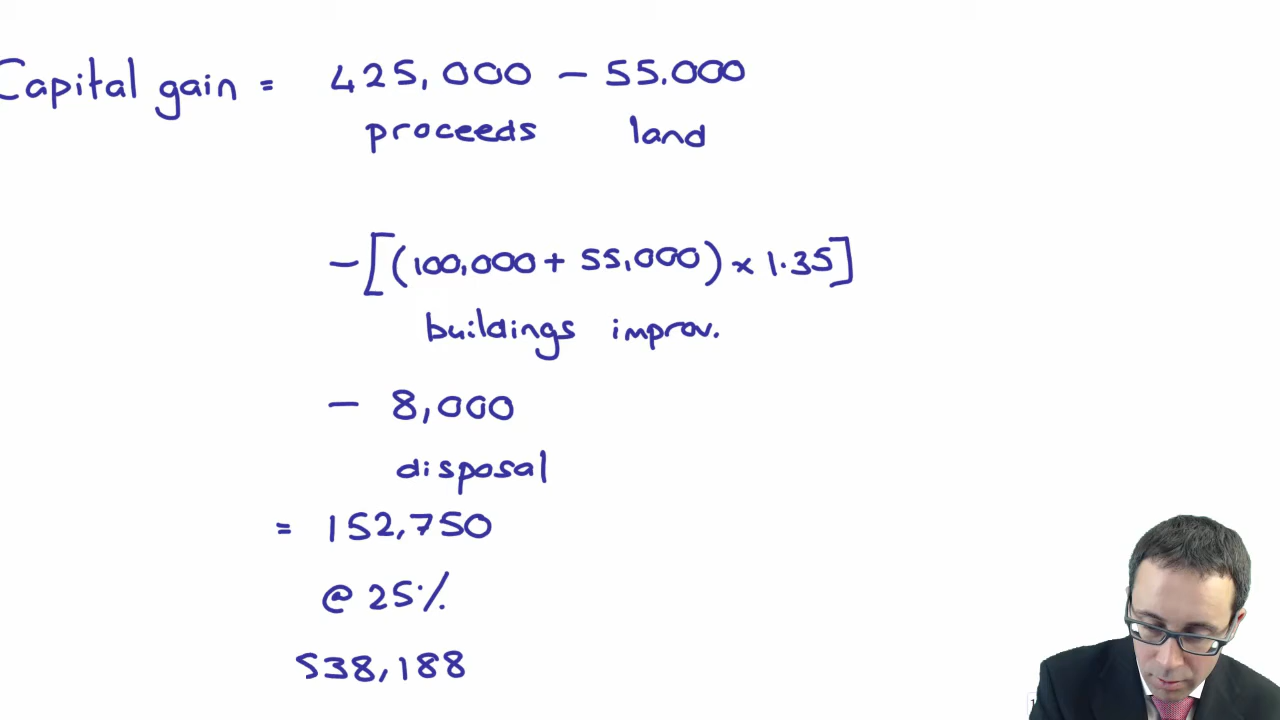 Capital gain = 425,000 - 55.000
proceeds land
- [(100,000 + 55,000) × 1.35]
buildings improv.
- 8,000
disposal
= 152,750
@ 25%
538,188